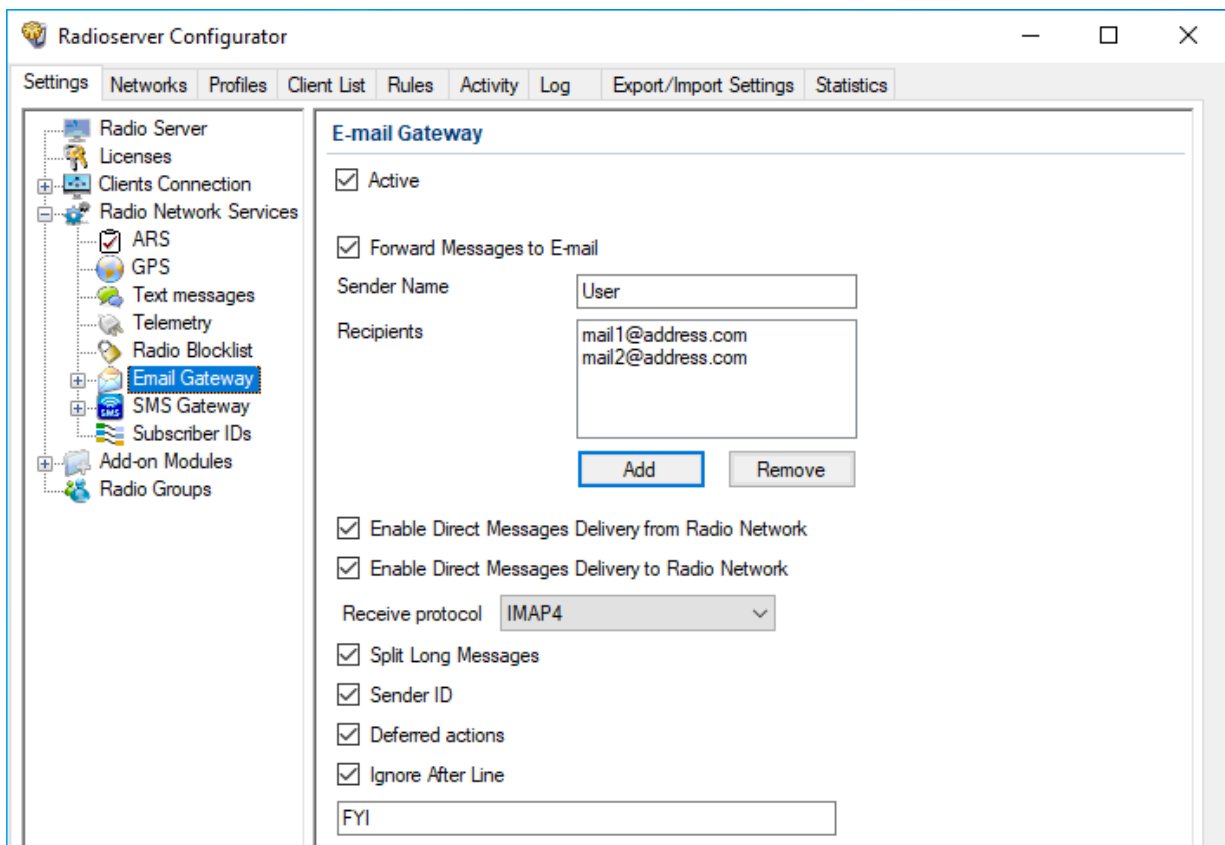 Radioserver Configurator
Settings Networks Profiles Client List Rules Activity Log Export/Import Settings Statistics
Radio Server
Licenses
Clients Connection
Radio Network Services
ARS
GPS
Text messages
Telemetry
Radio Blocklist
Email Gateway
SMS
SMS Gateway
Subscriber IDs
Add-on Modules
Radio Groups
E-mail Gateway
Active
Forward Messages to E-mail
Sender Name User
Recipients mail1@address.com
mail2@address.com
Add Remove
Enable Direct Messages Delivery from Radio Network
Enable Direct Messages Delivery to Radio Network
Receive protocol IMAP4
Split Long Messages
Sender ID
Deferred actions
Ignore After Line
FYI